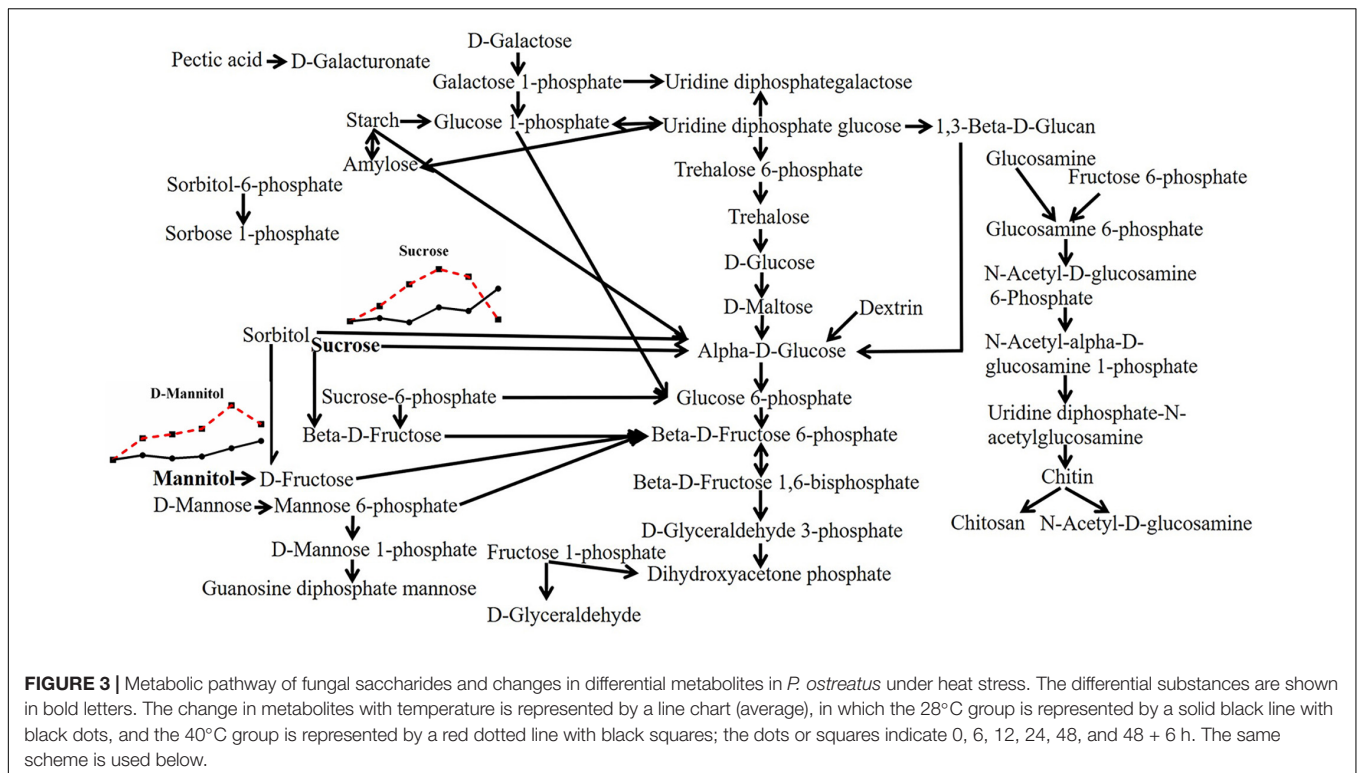 D-Galactose
Pectic acid D-Galacturonate
Galactose 1-phosphate Uridine diphosphategalactose
Starch Glucose 1-phosphate Uridine diphosphate glucose 1,3-Beta-D-Glucan
Amylose
Glucosamine
Fructose 6-phosphate
Trehalose 6-phosphate
Sorbitol-6-phosphate
Sorbose 1-phosphate
Trehalose
Glucosamine 6-phosphate
Sucrose
D-Glucose
N-Acetyl-D-glucosamine
6-Phosphate
D-Maltose
Dextrin
Sorbitol
Sucrose
Alpha-D-Glucose
N-Acetyl-alpha-D-
glucosamine 1-phosphate
D-Mannitol
Sucrose-6-phosphate
Glucose 6-phosphate
Uridine diphosphate-N-
acetylglucosamine
Beta-D-Fructose
Beta-D-Fructose 6-phosphate
Mannitol D-Fructose
Beta-D-Fructose 1,6-bisphosphate
Chitin
D-Mannose Mannose 6-phosphate
Chitosan N-Acetyl-D-glucosamine
D-Glyceraldehyde 3-phosphate
D-Mannose 1-phosphate
Fructose 1-phosphate
Dihydroxyacetone phosphate
Guanosine diphosphate mannose
D-Glyceraldehyde
FIGURE 3 | Metabolic pathway of fungal saccharides and changes in differential metabolites in P. ostreatus under heat stress. The differential substances are shown
in bold letters. The change in metabolites with temperature is represented by a line chart (average), in which the 28°C group is represented by a solid black line with
black dots, and the 40°C group is represented by a red dotted line with black squares; the dots or squares indicate 0, 6, 12, 24, 48, and 48 + 6 h. The same
scheme is used below.